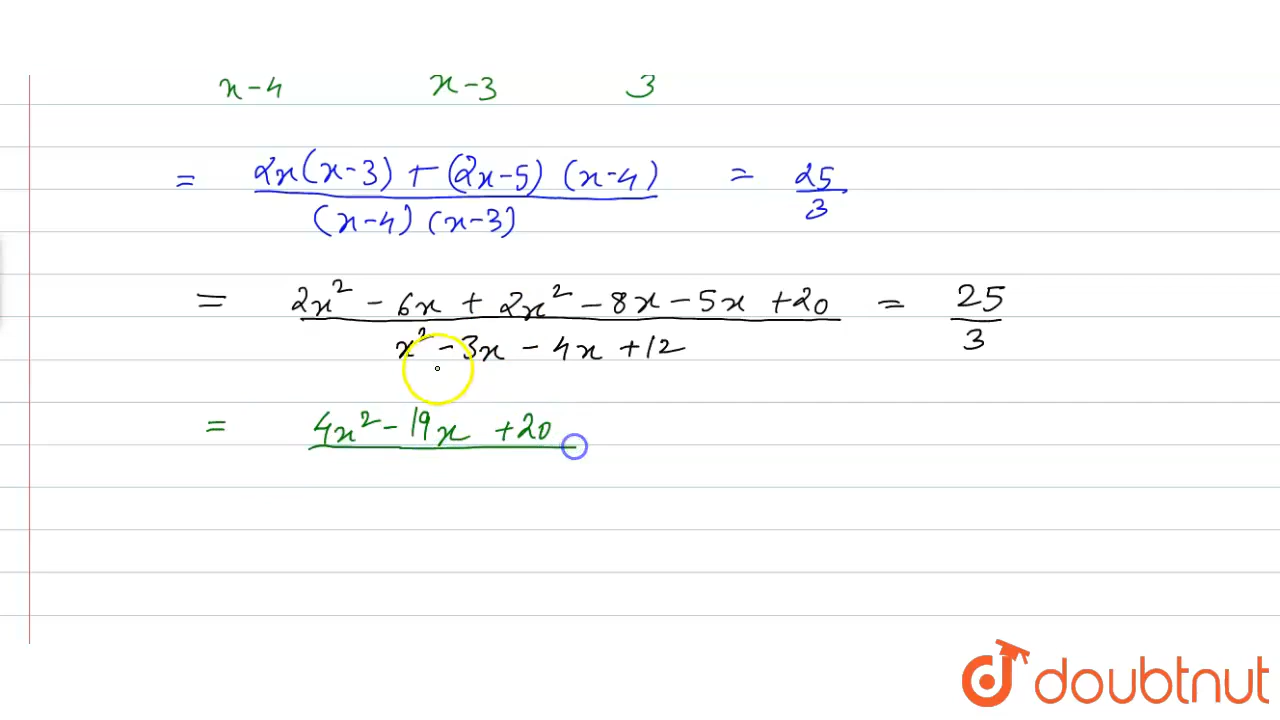 x-4 x-3 3
= 2x(x-3) + (2x-5) (x-4) = 25
(x-4) (x-3) 3
= 2x² - 6x + 2x² - 8x - 5x + 20 = 25
x² - 3x - 4x + 12 3
= 4x² - 19x + 20
doubtnut